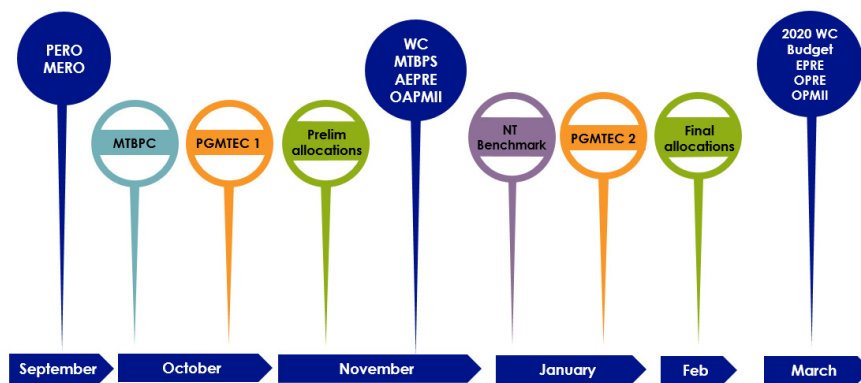 PERO
MERO
MTBPC
PGMTEC 1
Prelim
allocations
WC
MTBPS
AEPRE
OAPMII
NT
Benchmark
PGMTEC 2
Final
allocations
2020 WC
Budget
EPRE
OPRE
OPMII
September
October
November
January
Feb
March